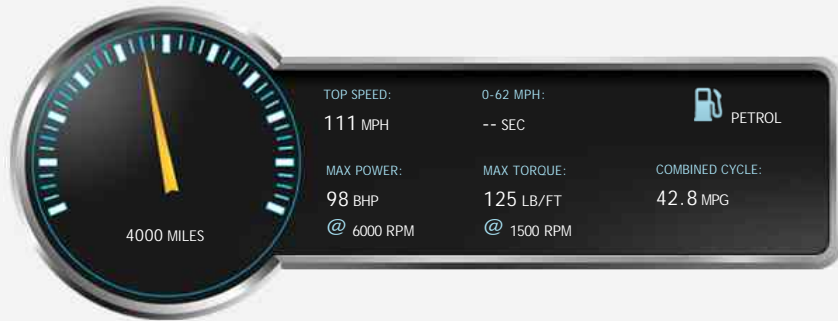 TOP SPEED:
111 MPH
0-62 MPH:
-- SEC
PETROL
MAX POWER:
98 BHP
@ 6000 RPM
MAX TORQUE:
125 LB/FT
@ 1500 RPM
COMBINED CYCLE:
42.8 MPG
4000 MILES